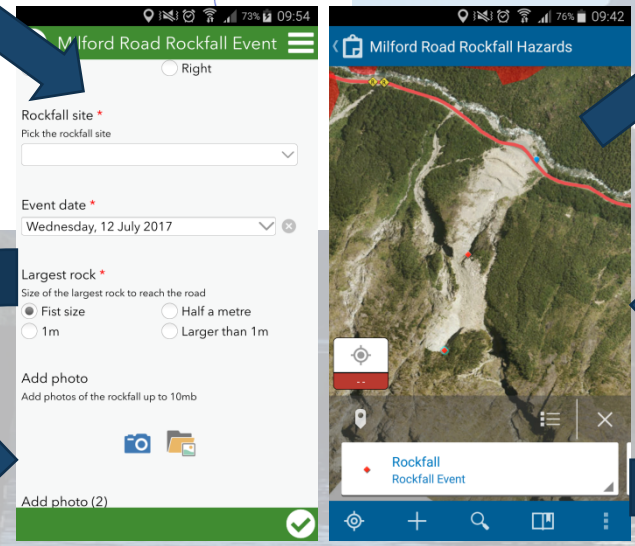 73% 09:54
Milford Road Rockfall Event
Right
Rockfall site *
Pick the rockfall site
Event date *
Wednesday, 12 July 2017
Largest rock *
Size of the largest rock to reach the road
Fist size
Half a metre
1m
Larger than 1m
Add photo
Add photos of the rockfall up to 10mb
Add photo (2)
76% 09:42
Milford Road Rockfall Hazards
--
Rockfall
Rockfall Event